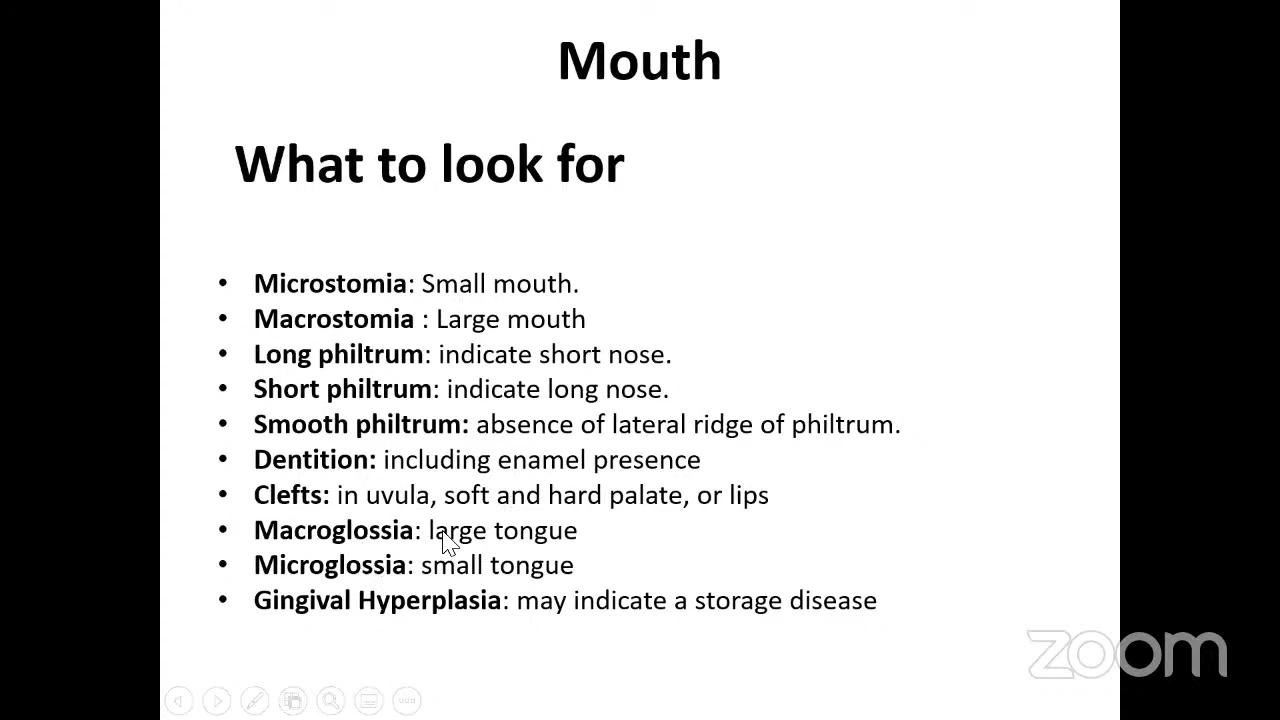 Mouth
What to look for
• Microstomia: Small mouth.
• Macrostomia : Large mouth
• Long philtrum: indicate short nose.
• Short philtrum: indicate long nose.
• Smooth philtrum: absence of lateral ridge of philtrum.
• Dentition: including enamel presence
• Clefts: in uvula, soft and hard palate, or lips
• Macroglossia: large tongue
• Microglossia: small tongue
• Gingival Hyperplasia: may indicate a storage disease
zoom